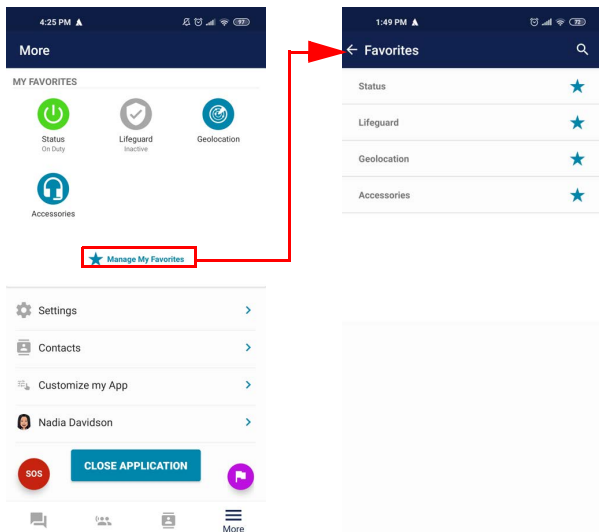 4:25 PM
97
More
MY FAVORITES
Status
On Duty
Lifeguard
Inactive
Geolocation
Accessories
Manage My Favorites
Settings
Contacts
Customize my App
Nadia Davidson
SOS
CLOSE APPLICATION
More
1:49 PM
72
Favorites
Status
Lifeguard
Geolocation
Accessories